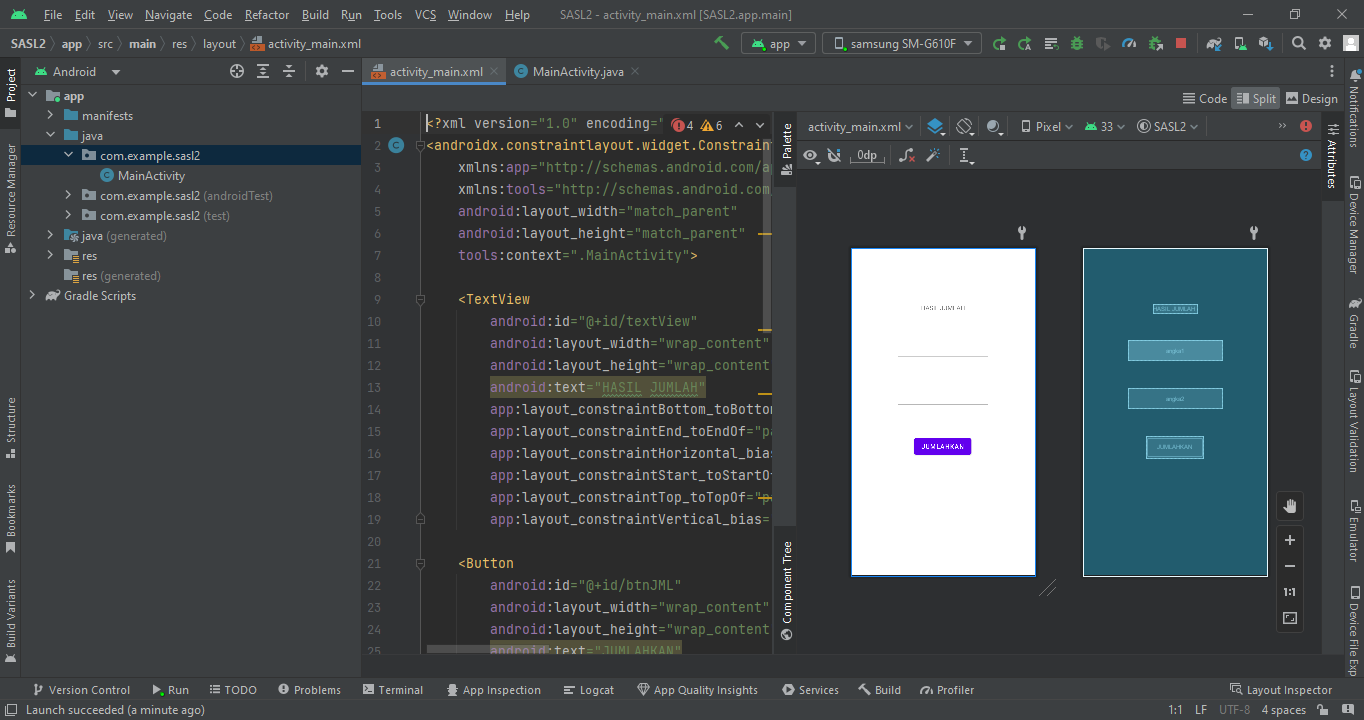 File Edit View Navigate Code Refactor Build Run Tools VCS Window Help SASL2 - activity_main.xml [SASL2.app.main]
SASL2 app src main res layout activity_main.xml app samsung SM-G610F
Project
Resource Manager
Structure
Bookmarks
Build Variants
Android
app
manifests
java
com.example.sasl2
MainActivity
com.example.sasl2 (androidTest)
com.example.sasl2 (test)
java (generated)
res
res (generated)
Gradle Scripts
activity_main.xml MainActivity.java
Code Split Design
1 <?xml version="1.0" encoding="
4 6
2 <androidx.constraintlayout.widget.Constrain
3 xmlns:app="http://schemas.android.com/a
4 xmlns:tools="http://schemas.android.com/
5 android:layout_width="match_parent"
6 android:layout_height="match_parent"
7 tools:context=".MainActivity">
8
9 <TextView
10 android:id="@+id/textView"
11 android:layout_width="wrap_content"
12 android:layout_height="wrap_content
13 android:text="HASIL JUMLAH"
14 app:layout_constraintBottom_toBottom
15 app:layout_constraintEnd_toEndOf="pa
16 app:layout_constraintHorizontal_bias
17 app:layout_constraintStart_toStartOf
18 app:layout_constraintTop_toTopOf="p
19 app:layout_constraintVertical_bias=
20
21 <Button
22 android:id="@+id/btnJML"
23 android:layout_width="wrap_content"
24 android:layout_height="wrap_content
25 android:text="JUMLAHKAN"
Palette
Component Tree
activity_main.xml Pixel 33 SASL2
0dp
HASIL JUMLAH
JUMLAHKAN
HASIL JUMLAH
angka1
angka2
JUMLAHKAN
1:1
Attributes
Notifications
Device Manager
Gradle
Layout Validation
Emulator
Device File Exp
Version Control Run TODO Problems Terminal App Inspection Logcat App Quality Insights Services Build Profiler Layout Inspector
Launch succeeded (a minute ago) 1:1 LF UTF-8 4 spaces